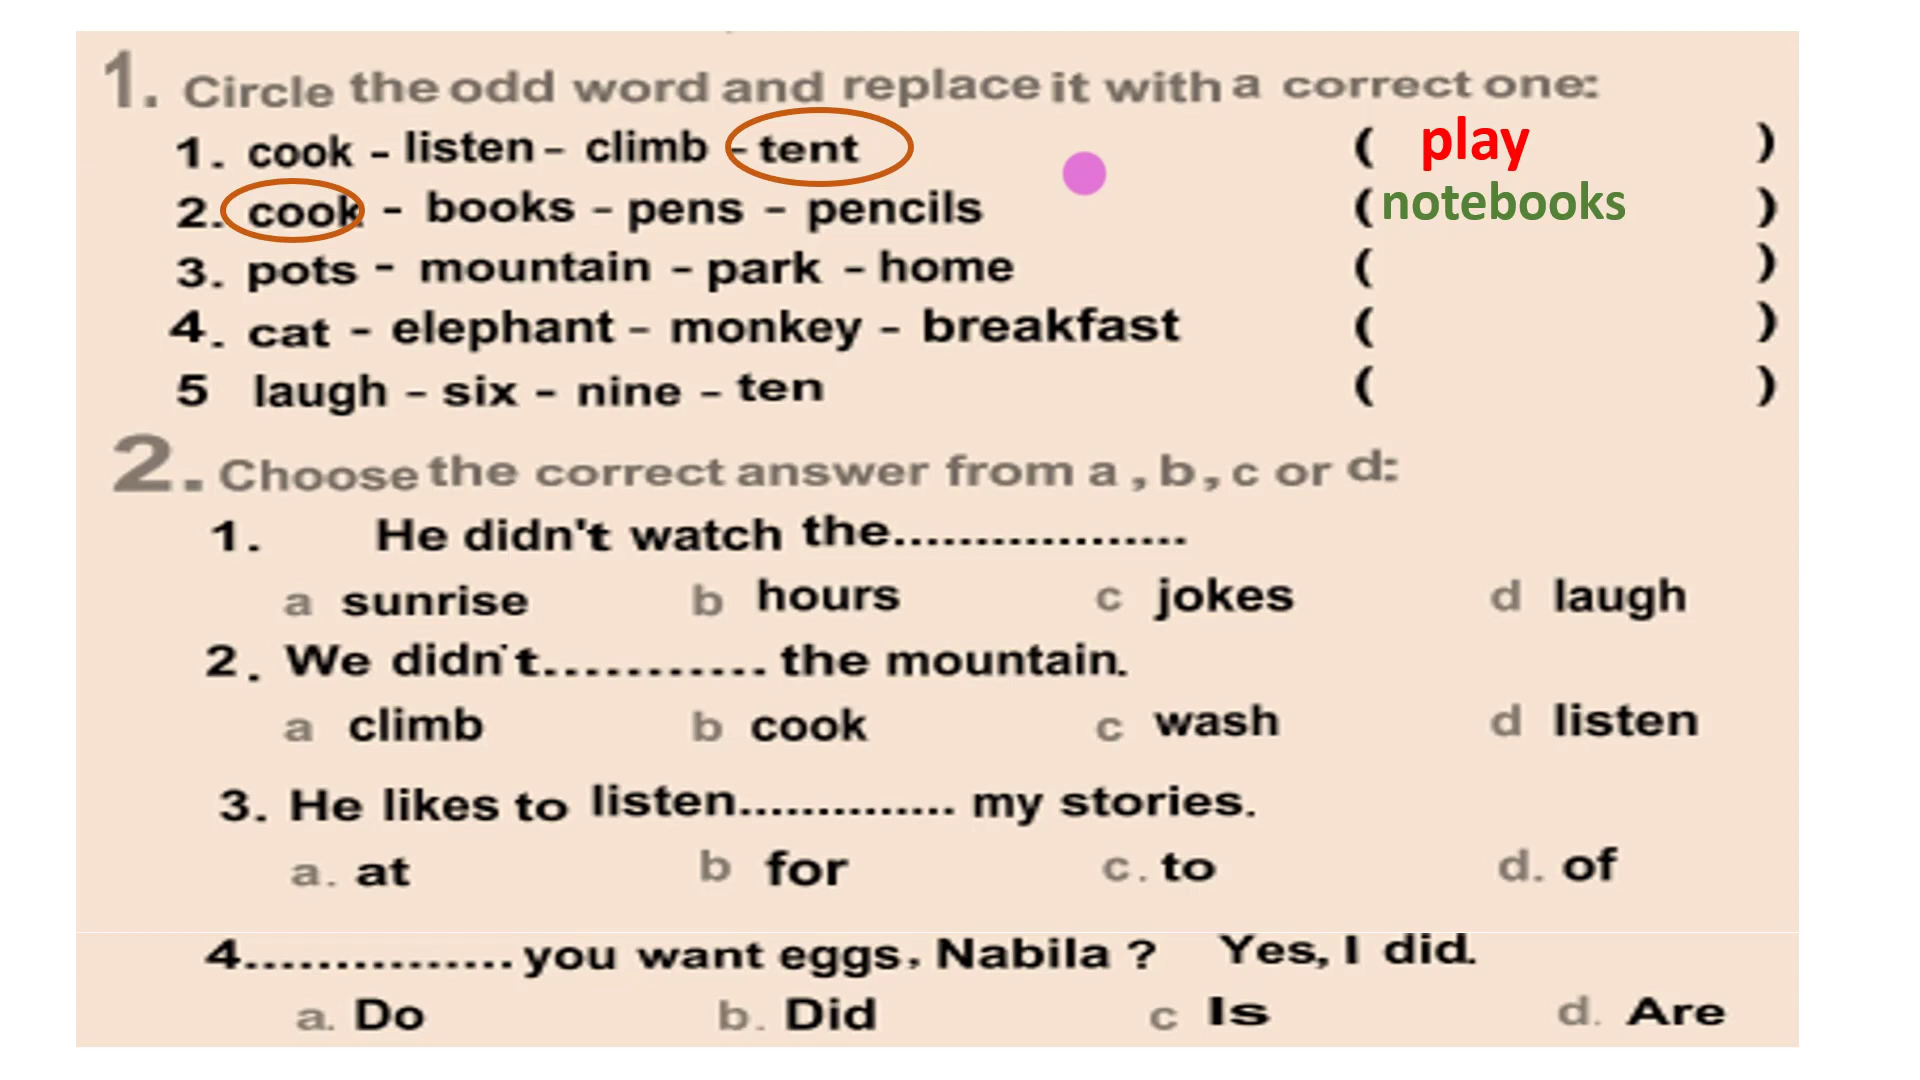 1. Circle the odd word and replace it with a correct one:
1. cook - listen - climb - tent ( play )
2. cook - books - pens - pencils ( notebooks )
3. pots - mountain - park - home ( )
4. cat - elephant - monkey - breakfast ( )
5 laugh - six - nine - ten ( )
2. Choose the correct answer from a , b , c or d:
1. He didn't watch the..................
a sunrise b hours c jokes d laugh
2. We didn't........... the mountain.
a climb b cook c wash d listen
3. He likes to listen.............. my stories.
a. at b for c. to d. of
4............... you want eggs, Nabila ? Yes, I did.
a. Do b. Did c Is d. Are